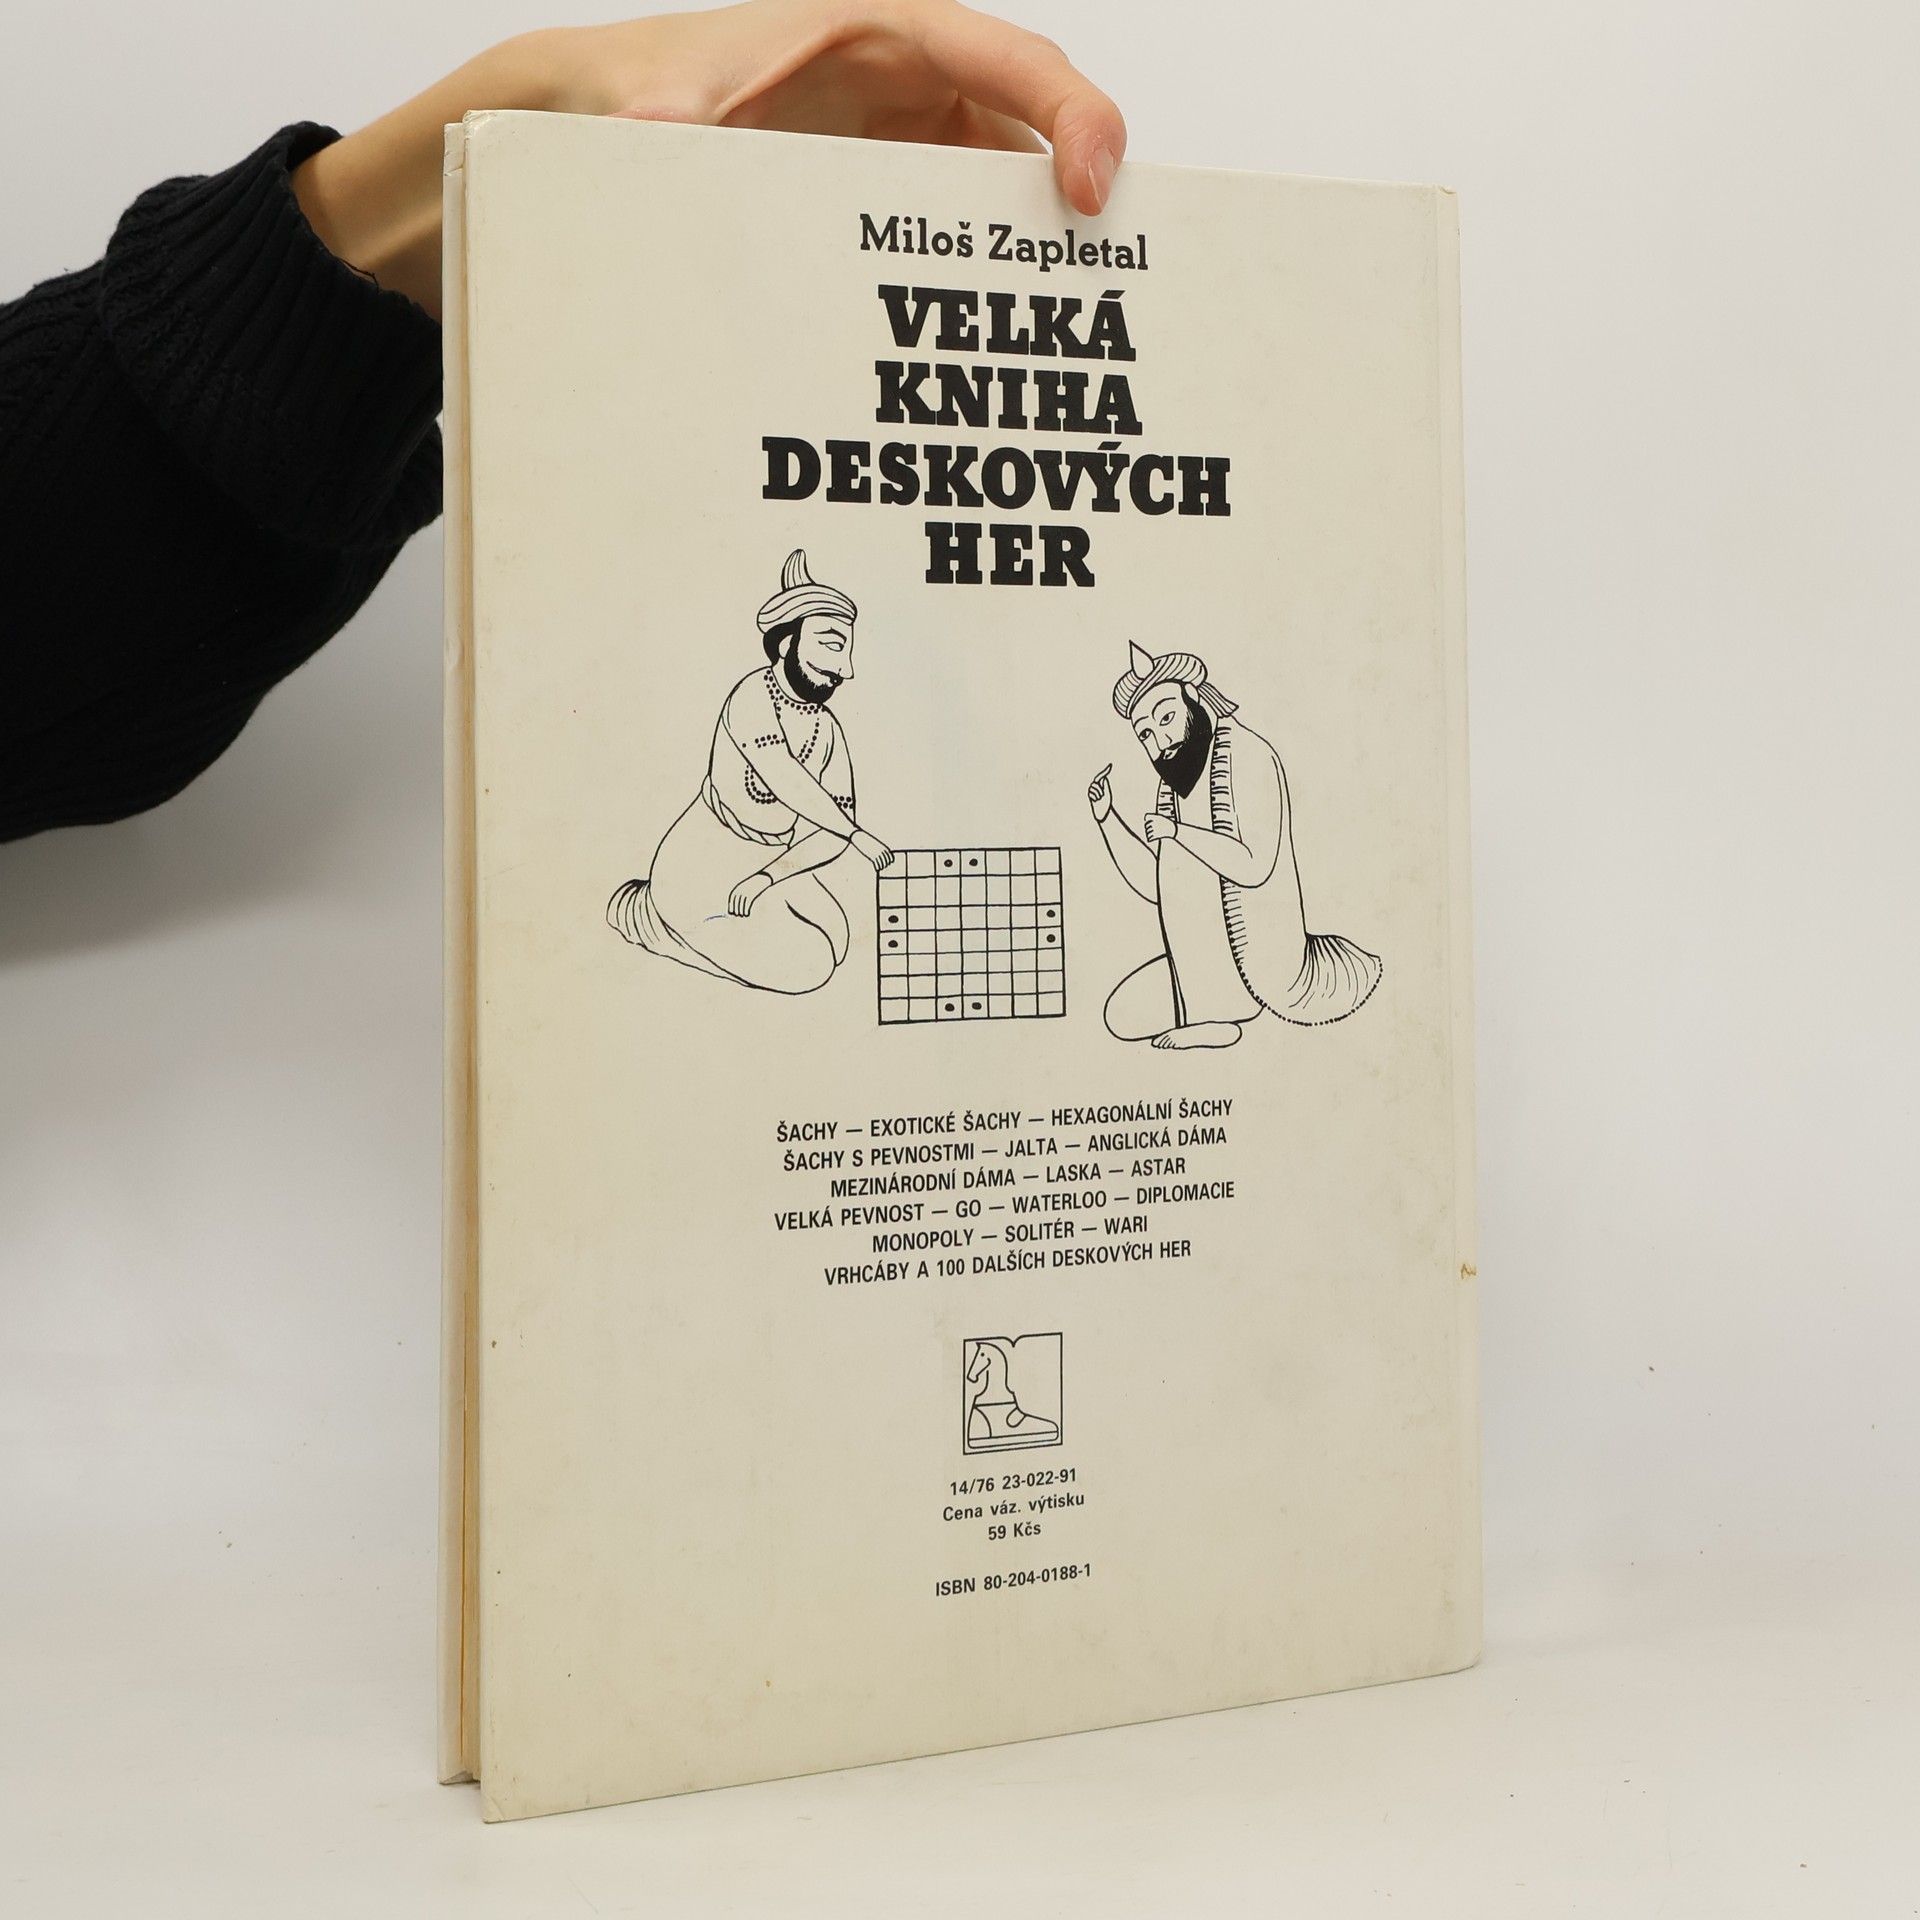 Miloš Zapletal
VELKÁ
KNIHA
DESKOVÝCH
HER
ŠACHY — EXOTICKÉ ŠACHY — HEXAGONÁLNÍ ŠACHY
ŠACHY S PEVNOSTMI — JALTA — ANGLICKÁ DÁMA
MEZINÁRODNÍ DÁMA — LASKA — ASTAR
VELKÁ PEVNOST — GO — WATERLOO — DIPLOMACIE
MONOPOLY — SOLITÉR — WARI
VRHCÁBY A 100 DALŠÍCH DESKOVÝCH HER
14/76 23-022-91
Cena váz. výtisku
59 Kčs
ISBN 80-204-0188-1